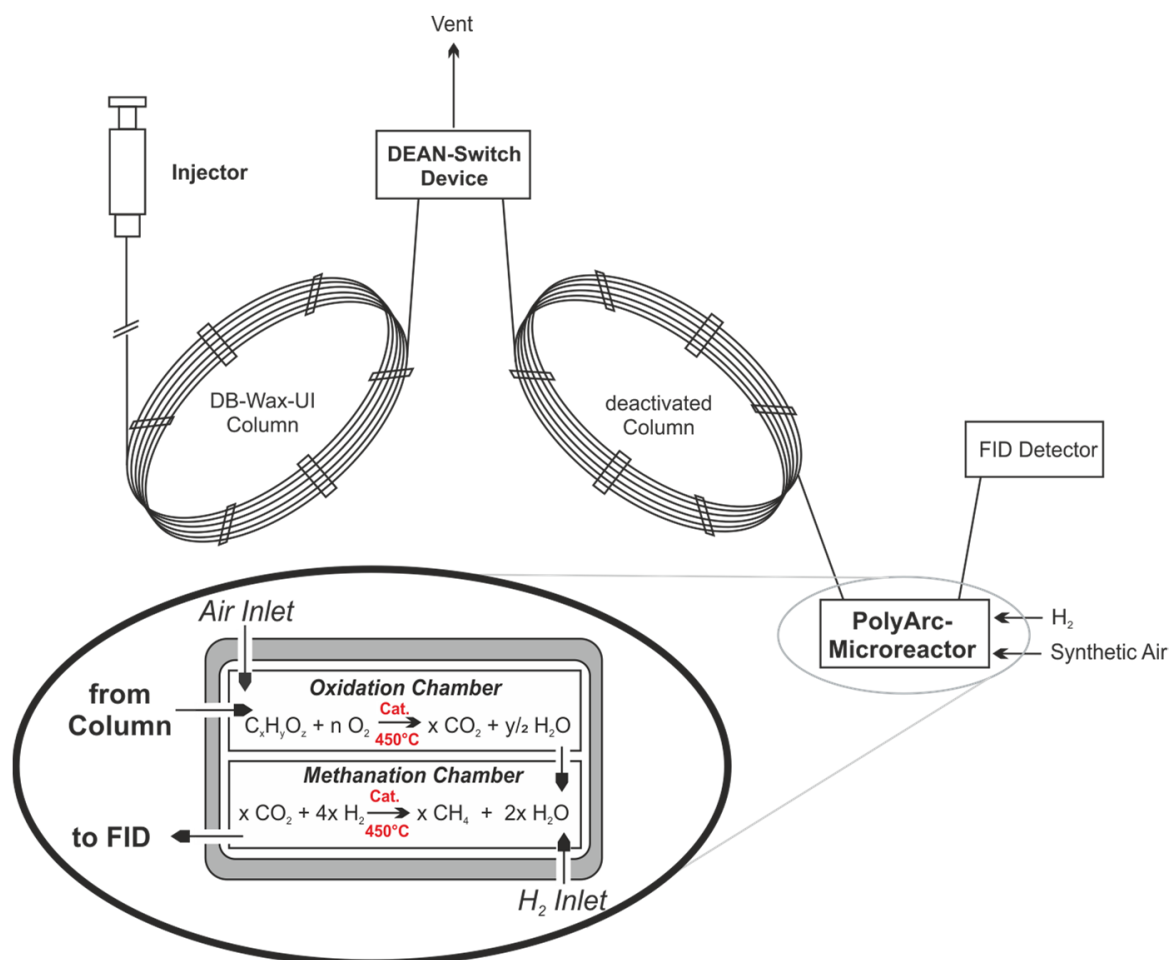 Vent
Injector
DEAN-Switch
Device
DB-Wax-UI
Column
deactivated
Column
FID Detector
PolyArc-
Microreactor
H₂
Synthetic Air
Air Inlet
from
Column
Oxidation Chamber
CₓHᵧO_z + n O₂ Cat. 450°C x CO₂ + y/2 H₂O
Methanation Chamber
x CO₂ + 4x H₂ Cat. 450°C x CH₄ + 2x H₂O
to FID
H₂ Inlet